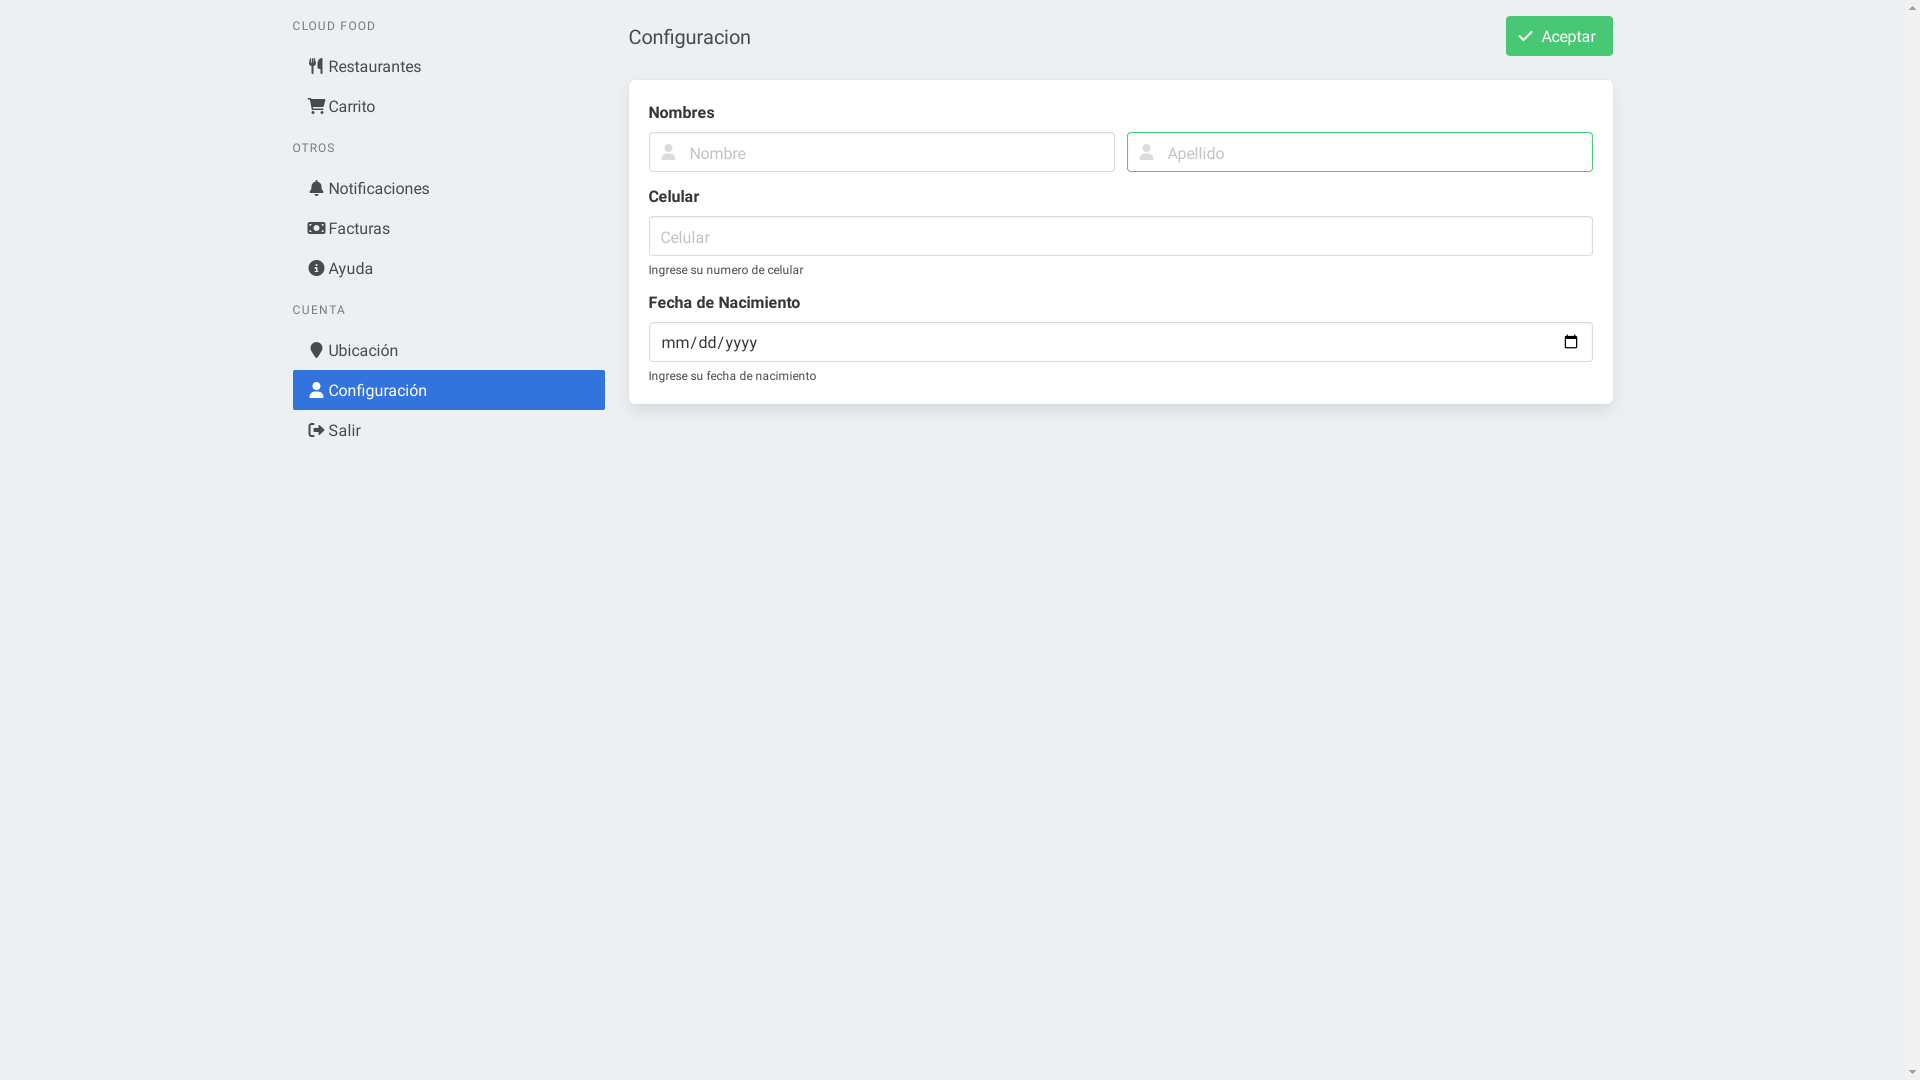 CLOUD FOOD
Restaurantes
Carrito
OTROS
Notificaciones
Facturas
Ayuda
CUENTA
Ubicación
Configuración
Salir
Configuracion
Aceptar
Nombres
Nombre
Apellido
Celular
Celular
Ingrese su numero de celular
Fecha de Nacimiento
mm/dd/yyyy
Ingrese su fecha de nacimiento